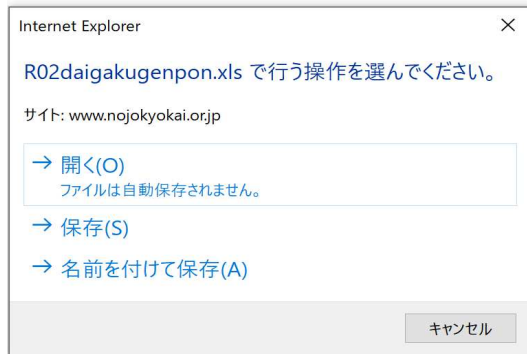 Internet Explorer
R02daigakugenpon.xls で行う操作を選んでください。
サイト: www.nojokyokai.or.jp
→ 開く(O)
ファイルは自動保存されません。
→ 保存(S)
→ 名前を付けて保存(A)
キャンセル